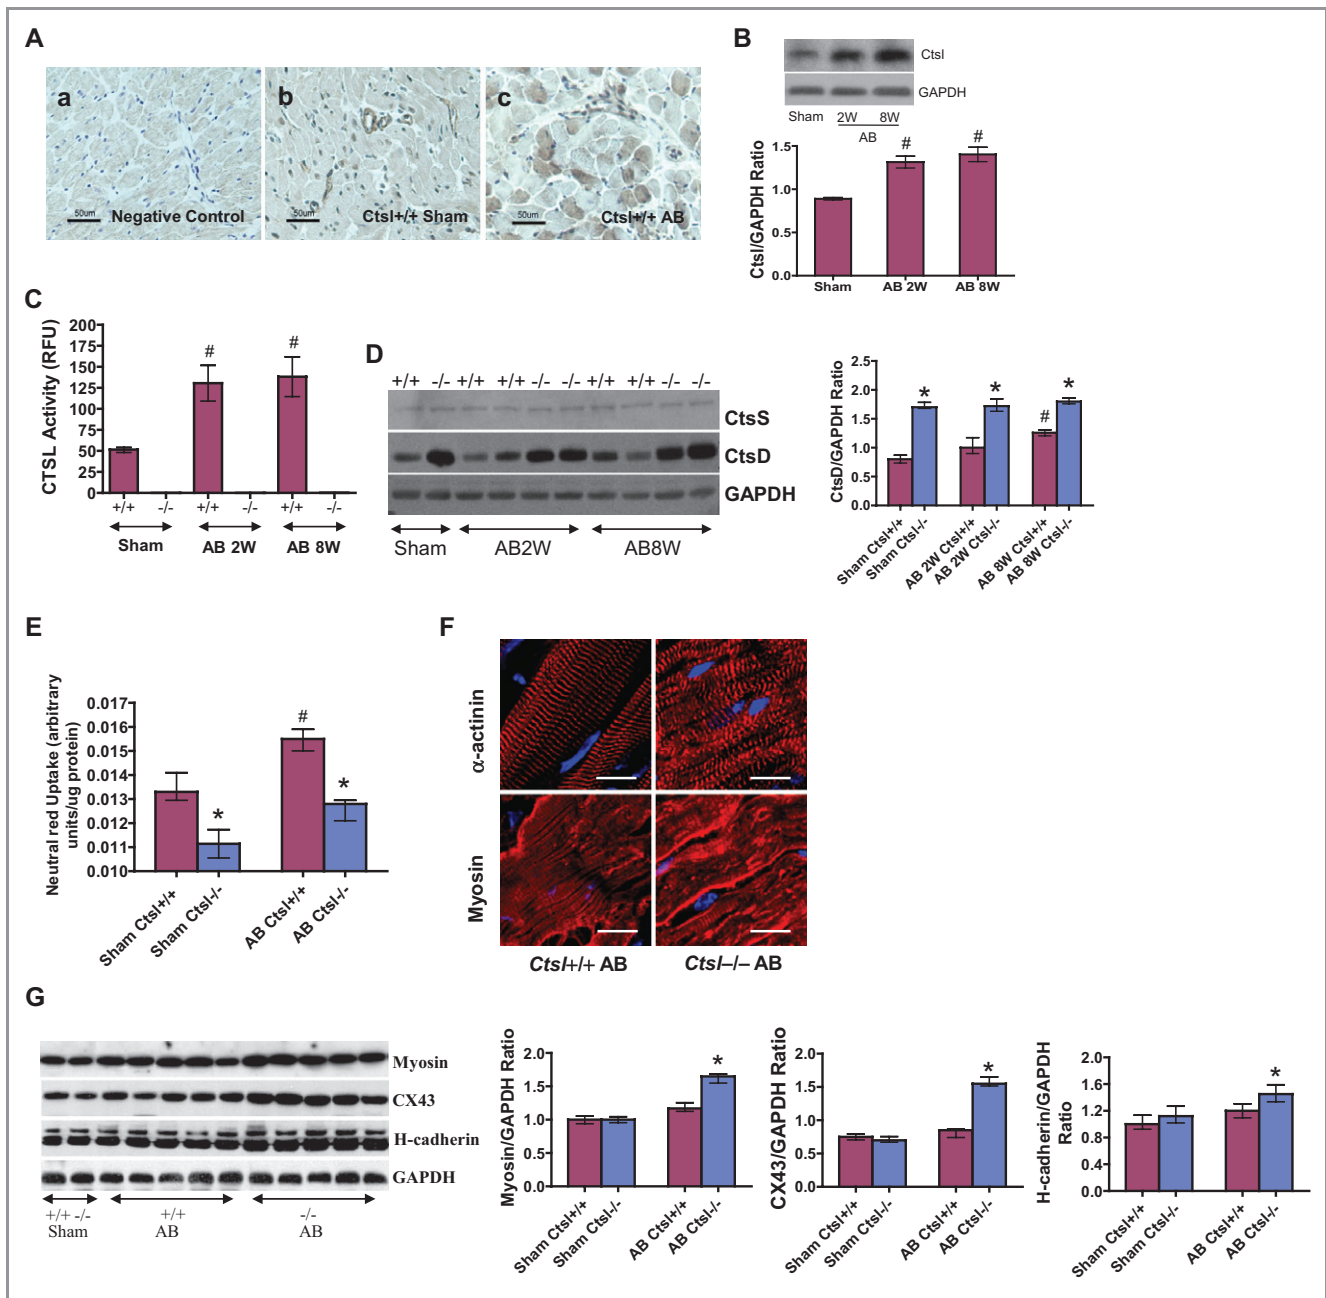 A
a
50um
Negative Control
b
50um
Ctsl+/+ Sham
c
50um
Ctsl+/+ AB
B
Ctsl
GAPDH
Sham 2W 8W
AB
Ctsl/GAPDH Ratio
1.5
1.0
0.5
0.0
# #
Sham AB 2W AB 8W
C
CTSL Activity (RFU)
200
175
150
125
100
75
50
25
0
# #
+/+ -/- +/+ -/- +/+ -/-
Sham AB 2W AB 8W
D
+/+ -/- +/+ +/+ -/- -/- +/+ +/+ -/- -/-
CtsS
CtsD
GAPDH
Sham AB2W AB8W
CtsD/GAPDH Ratio
2.5
2.0
1.5
1.0
0.5
0.0
* * # *
Sham Ctsl+/+
Sham Ctsl-/-
AB 2W Ctsl+/+
AB 2W Ctsl-/-
AB 8W Ctsl+/+
AB 8W Ctsl-/-
E
Neutral red Uptake (arbitrary
units/ug protein)
0.017
0.016
0.015
0.014
0.013
0.012
0.011
0.010
* # *
Sham Ctsl+/+
Sham Ctsl-/-
AB Ctsl+/+
AB Ctsl-/-
F
α-actinin
Myosin
Ctsl+/+ AB
Ctsl–/– AB
G
Myosin
CX43
H-cadherin
GAPDH
+/+ -/- +/+ -/-
Sham AB AB
Myosin/GAPDH Ratio
2.0
1.5
1.0
0.5
0.0
*
Sham Ctsl+/+
Sham Ctsl-/-
AB Ctsl+/+
AB Ctsl-/-
CX43/GAPDH Ratio
2.0
1.5
1.0
0.5
0.0
*
Sham Ctsl+/+
Sham Ctsl-/-
AB Ctsl+/+
AB Ctsl-/-
H-cadherin/GAPDH
Ratio
2.0
1.6
1.2
0.8
0.4
0.0
*
Sham Ctsl+/+
Sham Ctsl-/-
AB Ctsl+/+
AB Ctsl-/-